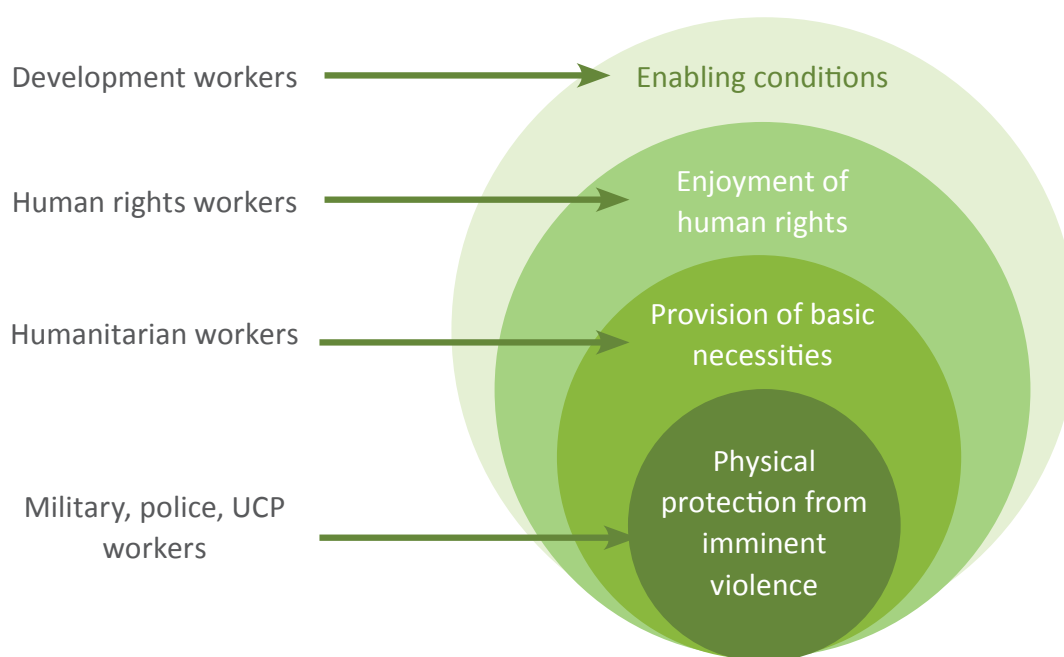 Development workers
Enabling conditions
Human rights workers
Enjoyment of
human rights
Humanitarian workers
Provision of basic
necessities
Military, police, UCP
workers
Physical
protection from
imminent
violence